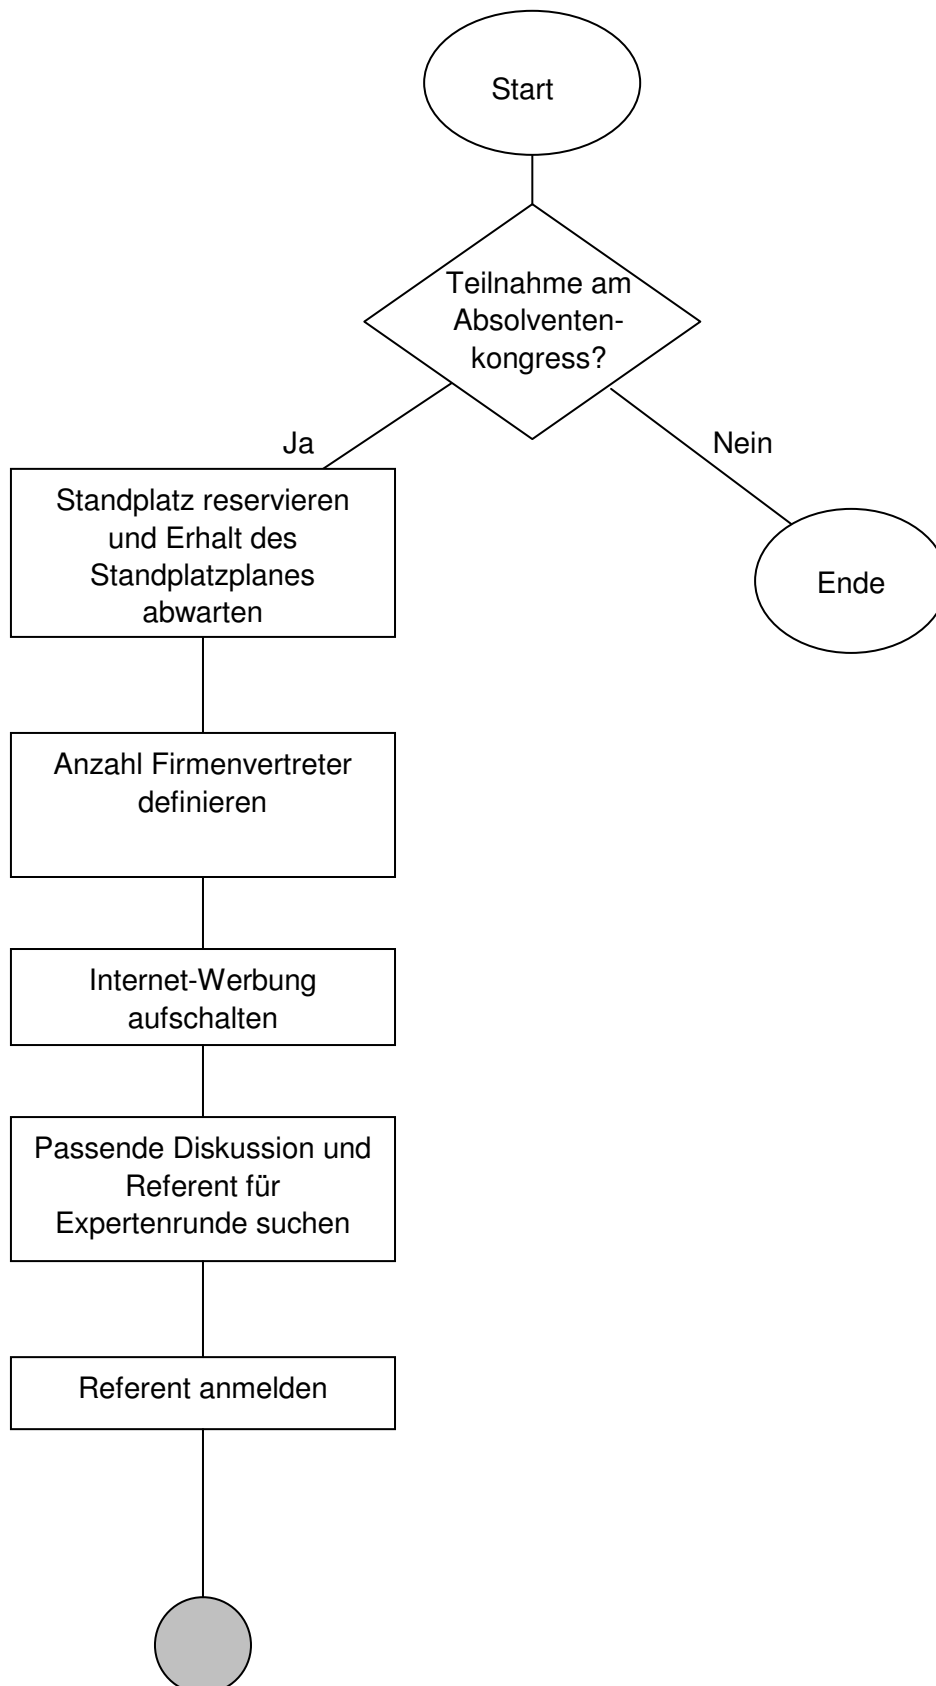 Start
Teilnahme am
Absolventen-
kongress?
Ja
Nein
Standplatz reservieren
und Erhalt des
Standplatzplanes
abwarten
Ende
Anzahl Firmenvertreter
definieren
Internet-Werbung
aufschalten
Passende Diskussion und
Referent für
Expertenrunde suchen
Referent anmelden